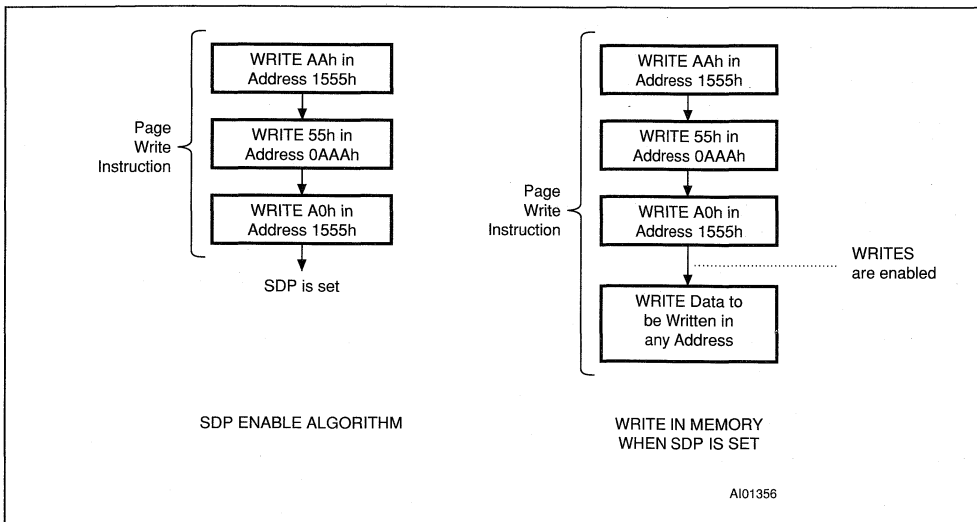 Page
Write
Instruction
WRITE AAh in
Address 1555h
WRITE 55h in
Address 0AAAh
WRITE A0h in
Address 1555h
SDP is set
SDP ENABLE ALGORITHM
Page
Write
Instruction
WRITE AAh in
Address 1555h
WRITE 55h in
Address 0AAAh
WRITE A0h in
Address 1555h
WRITES
are enabled
WRITE Data to
be Written in
any Address
WRITE IN MEMORY
WHEN SDP IS SET
AI01356